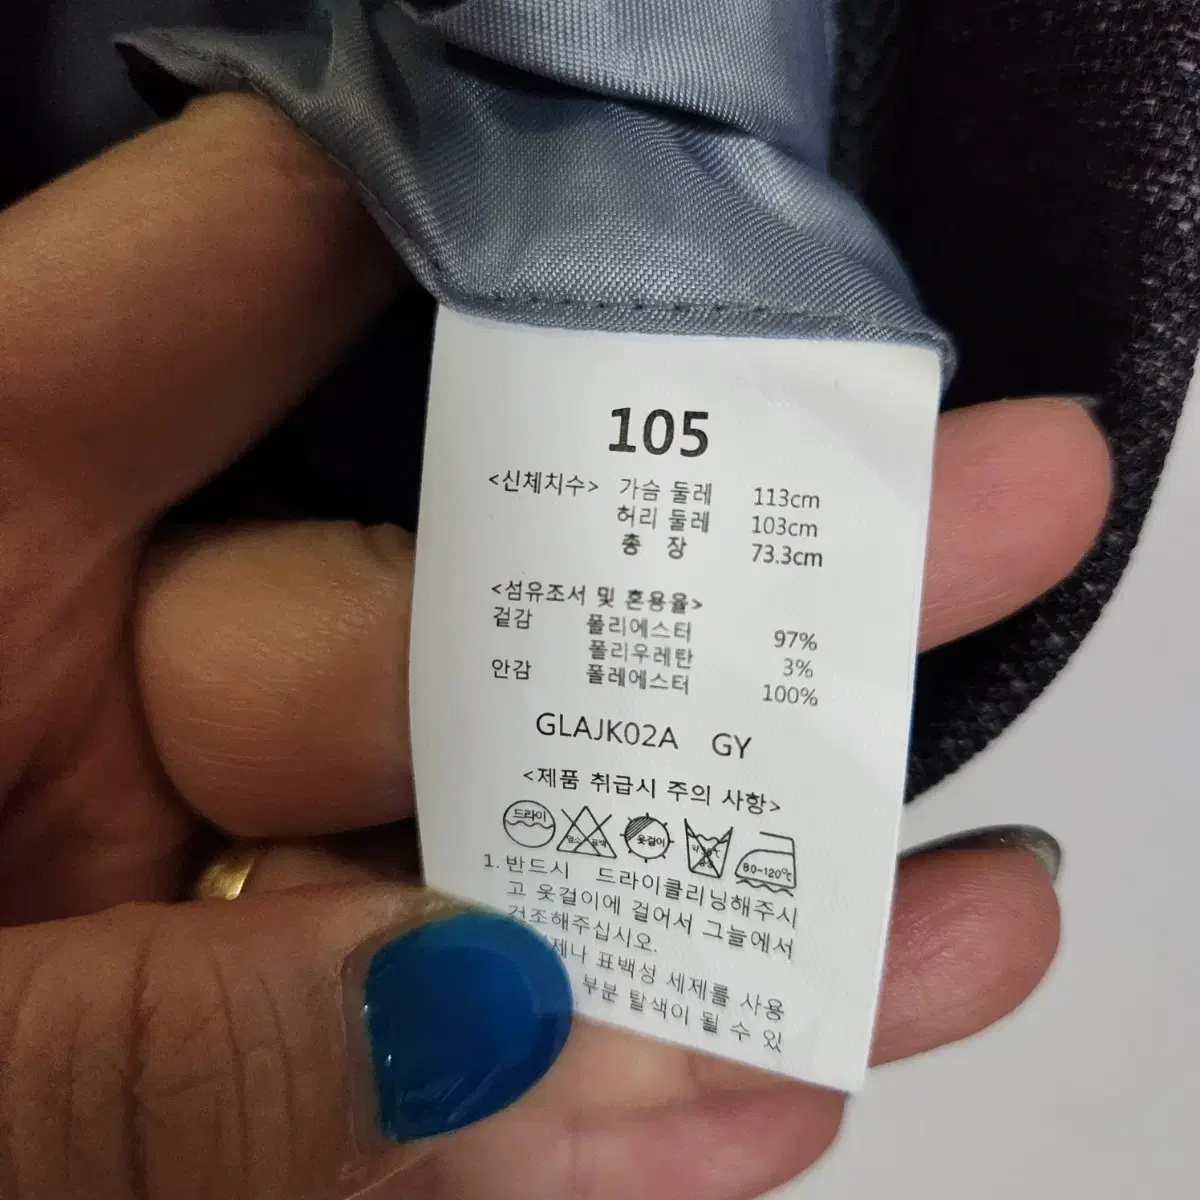 105
<신체치수> 가슴 둘레 113cm
허리 둘레 103cm
총 장 73.3cm
<섬유조서 및 혼용율>
겉감 폴리에스터 97%
폴리우레탄 3%
안감 폴레에스터 100%
GLAJK02A GY
<제품 취급시 주의 사항>
드라이 염소 표백 옷걸이 80-120℃
1. 반드시 드라이클리닝해주시
고 옷걸이에 걸어서 그늘에서
건조해주십시오.
표백성 세제를 사용
부분 탈색이 될 수 있